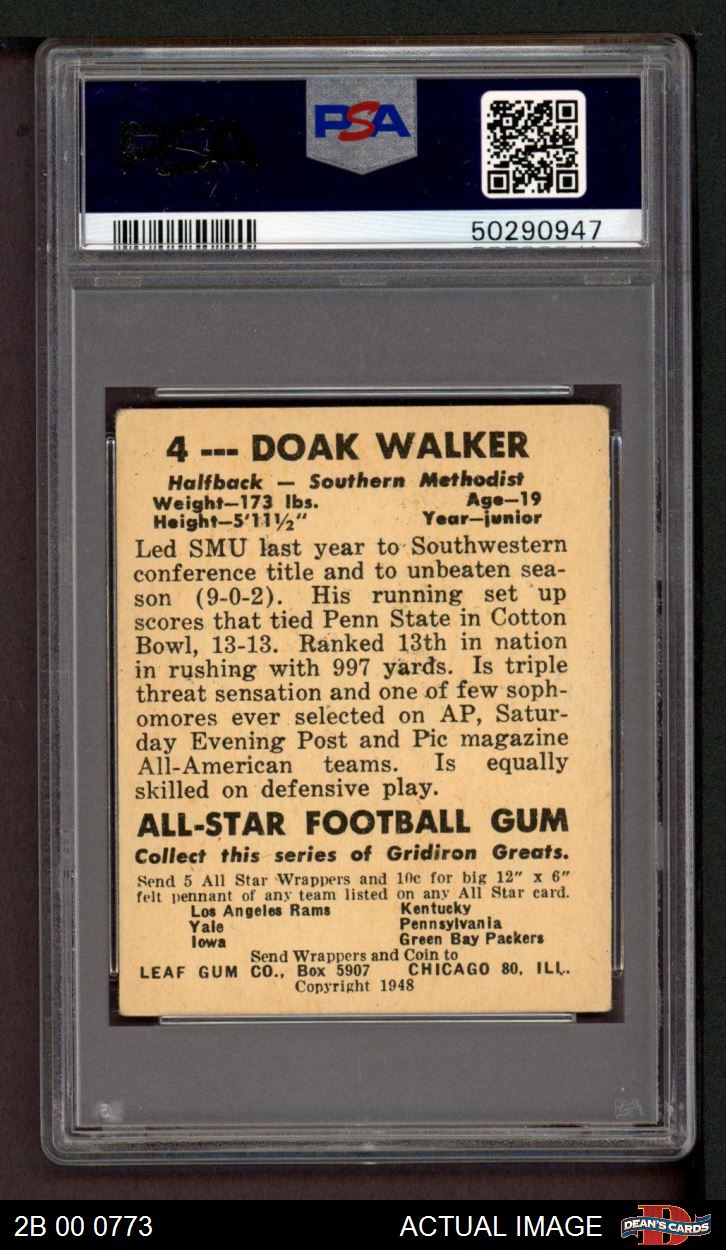 PSA
PSA
50290947
4 --- DOAK WALKER
Halfback — Southern Methodist
Weight—173 lbs. Age—19
Height—5'11½" Year—junior
Led SMU last year to Southwestern
conference title and to unbeaten sea-
son (9-0-2). His running set up
scores that tied Penn State in Cotton
Bowl, 13-13. Ranked 13th in nation
in rushing with 997 yards. Is triple
threat sensation and one of few soph-
omores ever selected on AP, Satur-
day Evening Post and Pic magazine
All-American teams. Is equally
skilled on defensive play.
ALL-STAR FOOTBALL GUM
Collect this series of Gridiron Greats.
Send 5 All Star Wrappers and 10c for big 12" x 6"
felt pennant of any team listed on any All Star card.
Los Angeles Rams Kentucky
Yale Pennsylvania
Iowa Green Bay Packers
Send Wrappers and Coin to
LEAF GUM CO., Box 5907 CHICAGO 80, ILL.
Copyright 1948
PSA
2B 00 0773 ACTUAL IMAGE DEAN'S CARDS